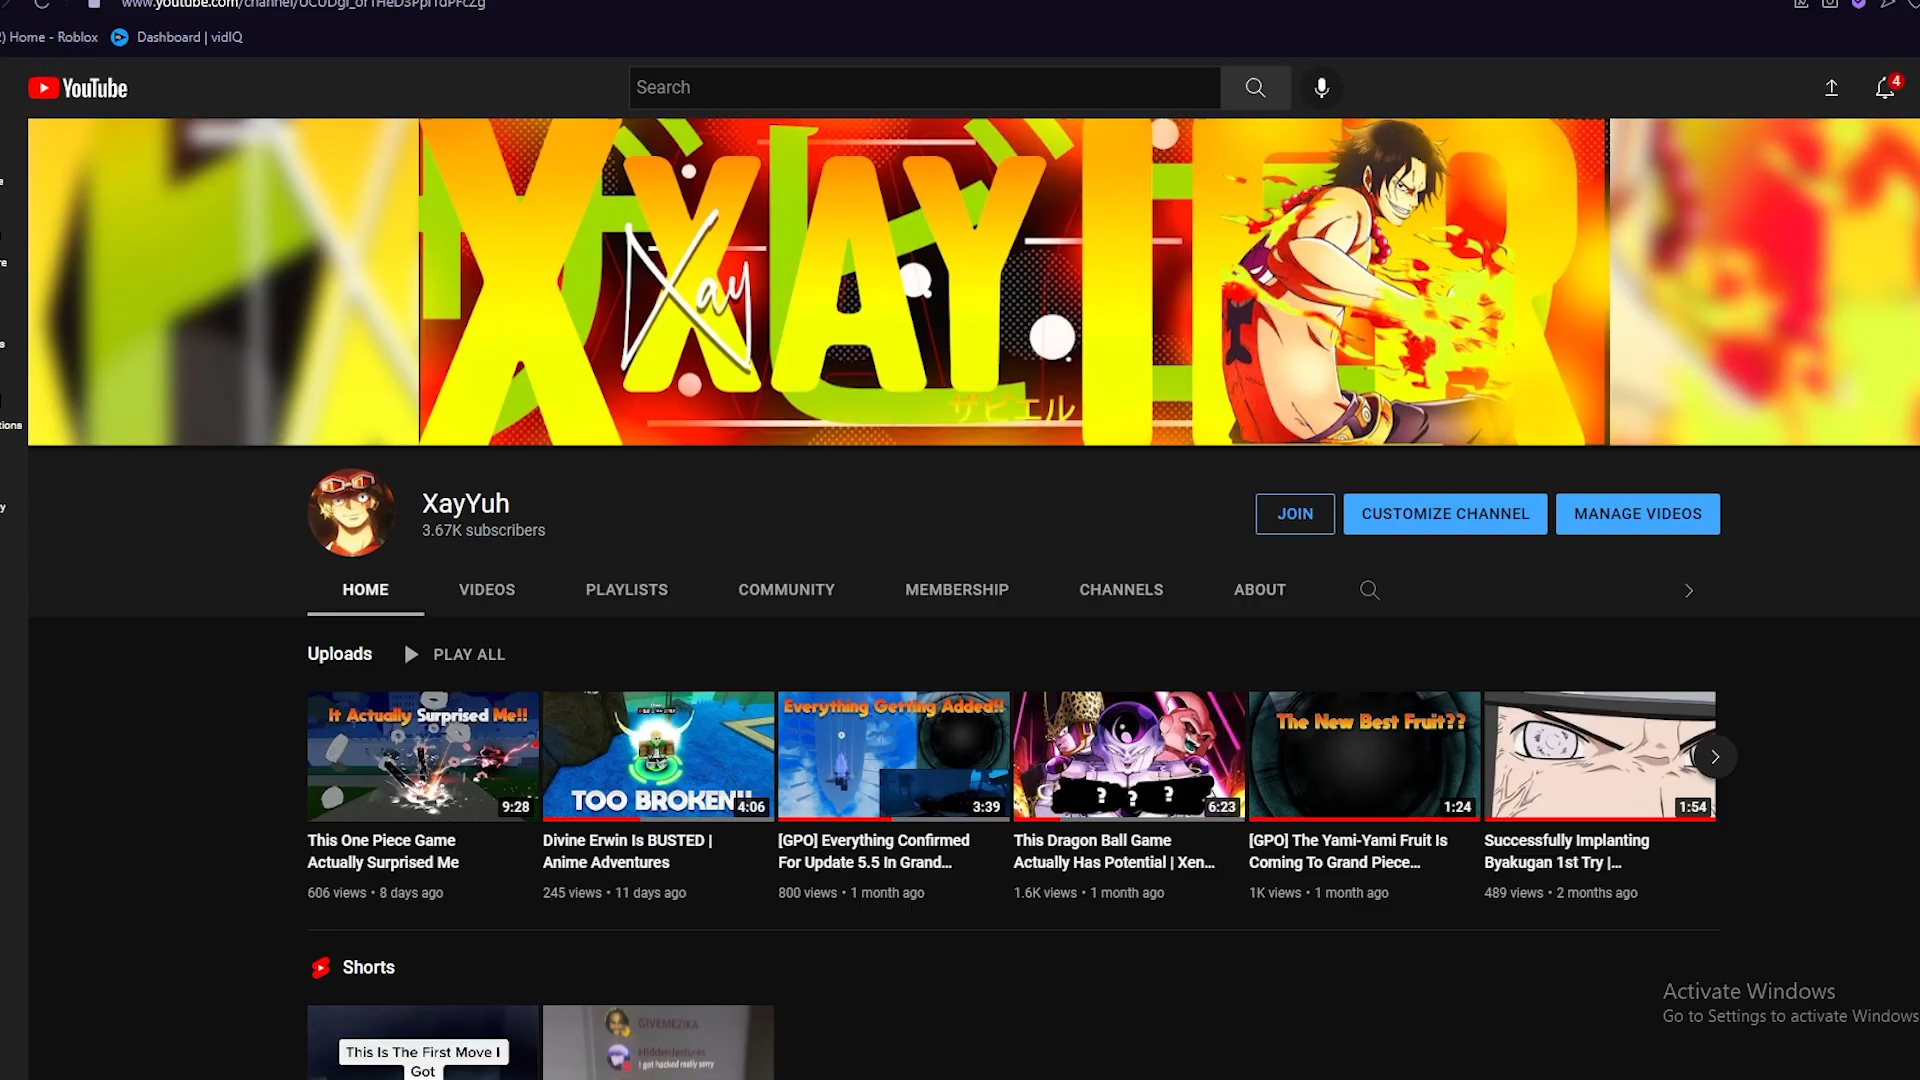 Home - Roblox
Dashboard | vidIQ
YouTube
Search
4
XAVIER
XAY
Xay
ザビエル
XayYuh
3.67K subscribers
JOIN
CUSTOMIZE CHANNEL
MANAGE VIDEOS
HOME
VIDEOS
PLAYLISTS
COMMUNITY
MEMBERSHIP
CHANNELS
ABOUT
Uploads
PLAY ALL
It Actually Surprised Me!!
9:28
TOO BROKEN!!
4:06
Everything Getting Added!!
3:39
? ? ?
6:23
The New Best Fruit??
1:24
1:54
This One Piece Game
Actually Surprised Me
606 views • 8 days ago
Divine Erwin Is BUSTED |
Anime Adventures
245 views • 11 days ago
[GPO] Everything Confirmed
For Update 5.5 In Grand...
800 views • 1 month ago
This Dragon Ball Game
Actually Has Potential | Xen...
1.6K views • 1 month ago
[GPO] The Yami-Yami Fruit Is
Coming To Grand Piece...
1K views • 1 month ago
Successfully Implanting
Byakugan 1st Try |...
489 views • 2 months ago
Shorts
This Is The First Move I
Got
GIVEMEZIKA
I got hacked really sorry
Activate Windows
Go to Settings to activate Windows